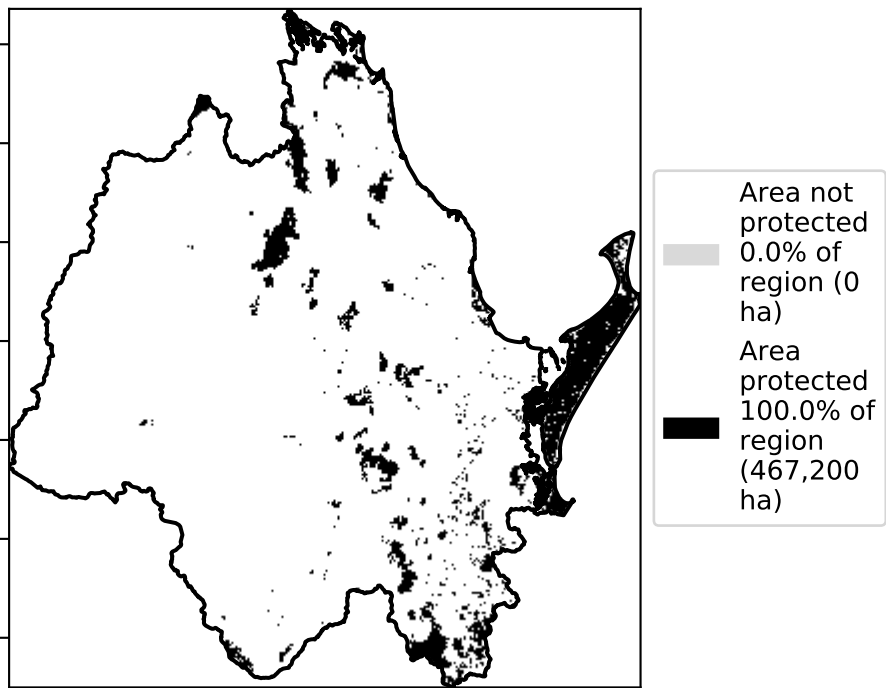 Area not
protected
0.0% of
region (0
ha)
Area
protected
100.0% of
region
(467,200
ha)